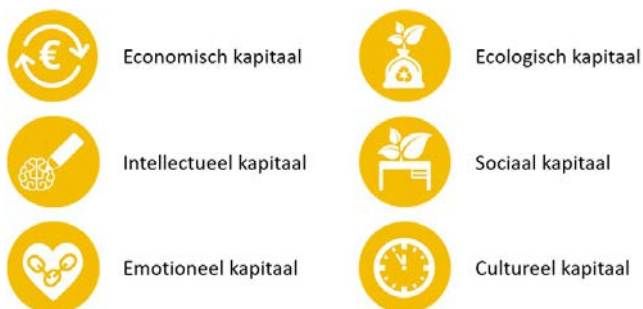 €
Economisch kapitaal
Ecologisch kapitaal
Intellectueel kapitaal
Sociaal kapitaal
Emotioneel kapitaal
Cultureel kapitaal